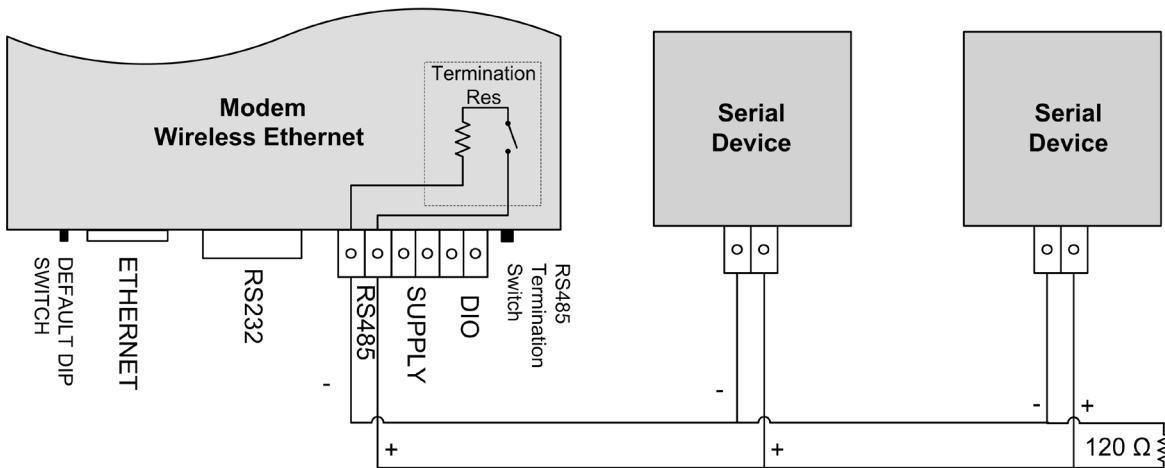 Termination
Res
Modem
Wireless Ethernet
Serial
Device
Serial
Device
DEFAULT DIP
SWITCH
ETHERNET
RS232
RS485
SUPPLY
DIO
RS485
Termination
Switch
-
+
-
+
-
+
120 Ω